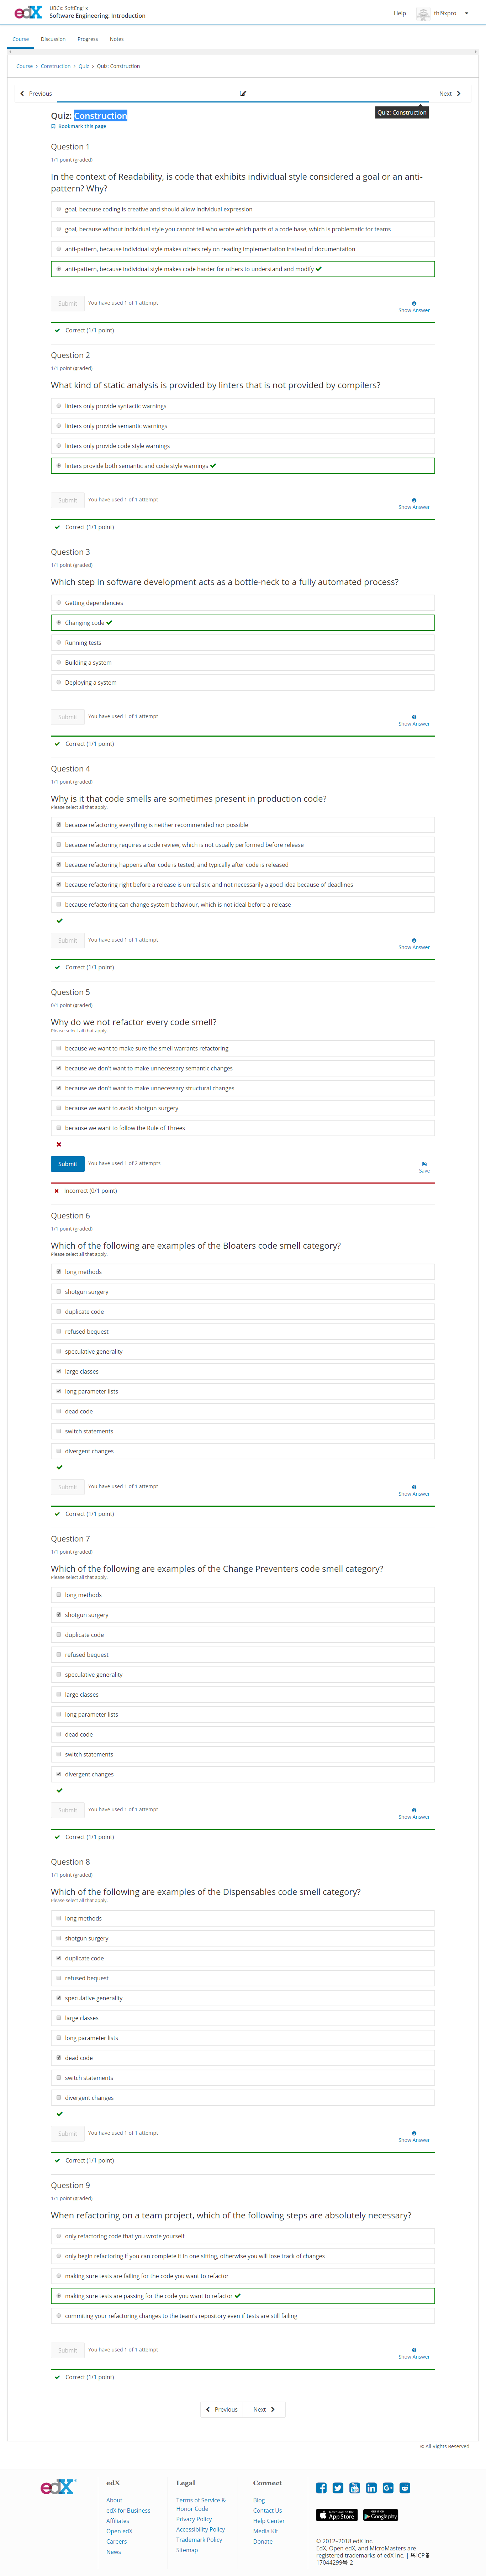 edX
UBCx: SoftEng1x
Software Engineering: Introduction
Help
thi9xpro
Course
Discussion
Progress
Notes
Course > Construction > Quiz > Quiz: Construction
Previous
Next
Quiz: Construction
Quiz: Construction
Bookmark this page
Question 1
1/1 point (graded)
In the context of Readability, is code that exhibits individual style considered a goal or an anti-
pattern? Why?
goal, because coding is creative and should allow individual expression
goal, because without individual style you cannot tell who wrote which parts of a code base, which is problematic for teams
anti-pattern, because individual style makes others rely on reading implementation instead of documentation
anti-pattern, because individual style makes code harder for others to understand and modify
Submit
You have used 1 of 1 attempt
Show Answer
Correct (1/1 point)
Question 2
1/1 point (graded)
What kind of static analysis is provided by linters that is not provided by compilers?
linters only provide syntactic warnings
linters only provide semantic warnings
linters only provide code style warnings
linters provide both semantic and code style warnings
Submit
You have used 1 of 1 attempt
Show Answer
Correct (1/1 point)
Question 3
1/1 point (graded)
Which step in software development acts as a bottle-neck to a fully automated process?
Getting dependencies
Changing code
Running tests
Building a system
Deploying a system
Submit
You have used 1 of 1 attempt
Show Answer
Correct (1/1 point)
Question 4
1/1 point (graded)
Why is it that code smells are sometimes present in production code?
Please select all that apply.
because refactoring everything is neither recommended nor possible
because refactoring requires a code review, which is not usually performed before release
because refactoring happens after code is tested, and typically after code is released
because refactoring right before a release is unrealistic and not necessarily a good idea because of deadlines
because refactoring can change system behaviour, which is not ideal before a release
Submit
You have used 1 of 1 attempt
Show Answer
Correct (1/1 point)
Question 5
0/1 point (graded)
Why do we not refactor every code smell?
Please select all that apply.
because we want to make sure the smell warrants refactoring
because we don't want to make unnecessary semantic changes
because we don't want to make unnecessary structural changes
because we want to avoid shotgun surgery
because we want to follow the Rule of Threes
Submit
You have used 1 of 2 attempts
Save
Incorrect (0/1 point)
Question 6
1/1 point (graded)
Which of the following are examples of the Bloaters code smell category?
Please select all that apply.
long methods
shotgun surgery
duplicate code
refused bequest
speculative generality
large classes
long parameter lists
dead code
switch statements
divergent changes
Submit
You have used 1 of 1 attempt
Show Answer
Correct (1/1 point)
Question 7
1/1 point (graded)
Which of the following are examples of the Change Preventers code smell category?
Please select all that apply.
long methods
shotgun surgery
duplicate code
refused bequest
speculative generality
large classes
long parameter lists
dead code
switch statements
divergent changes
Submit
You have used 1 of 1 attempt
Show Answer
Correct (1/1 point)
Question 8
1/1 point (graded)
Which of the following are examples of the Dispensables code smell category?
Please select all that apply.
long methods
shotgun surgery
duplicate code
refused bequest
speculative generality
large classes
long parameter lists
dead code
switch statements
divergent changes
Submit
You have used 1 of 1 attempt
Show Answer
Correct (1/1 point)
Question 9
1/1 point (graded)
When refactoring on a team project, which of the following steps are absolutely necessary?
only refactoring code that you wrote yourself
only begin refactoring if you can complete it in one sitting, otherwise you will lose track of changes
making sure tests are failing for the code you want to refactor
making sure tests are passing for the code you want to refactor
commiting your refactoring changes to the team's repository even if tests are still failing
Submit
You have used 1 of 1 attempt
Show Answer
Correct (1/1 point)
Previous
Next
© All Rights Reserved
edX
edX
About
edX for Business
Affiliates
Open edX
Careers
News
Legal
Terms of Service &
Honor Code
Privacy Policy
Accessibility Policy
Trademark Policy
Sitemap
Connect
Blog
Contact Us
Help Center
Media Kit
Donate
App Store
Google play
© 2012–2018 edX Inc.
EdX, Open edX, and MicroMasters are
registered trademarks of edX Inc. | 粤ICP备
17044299号-2